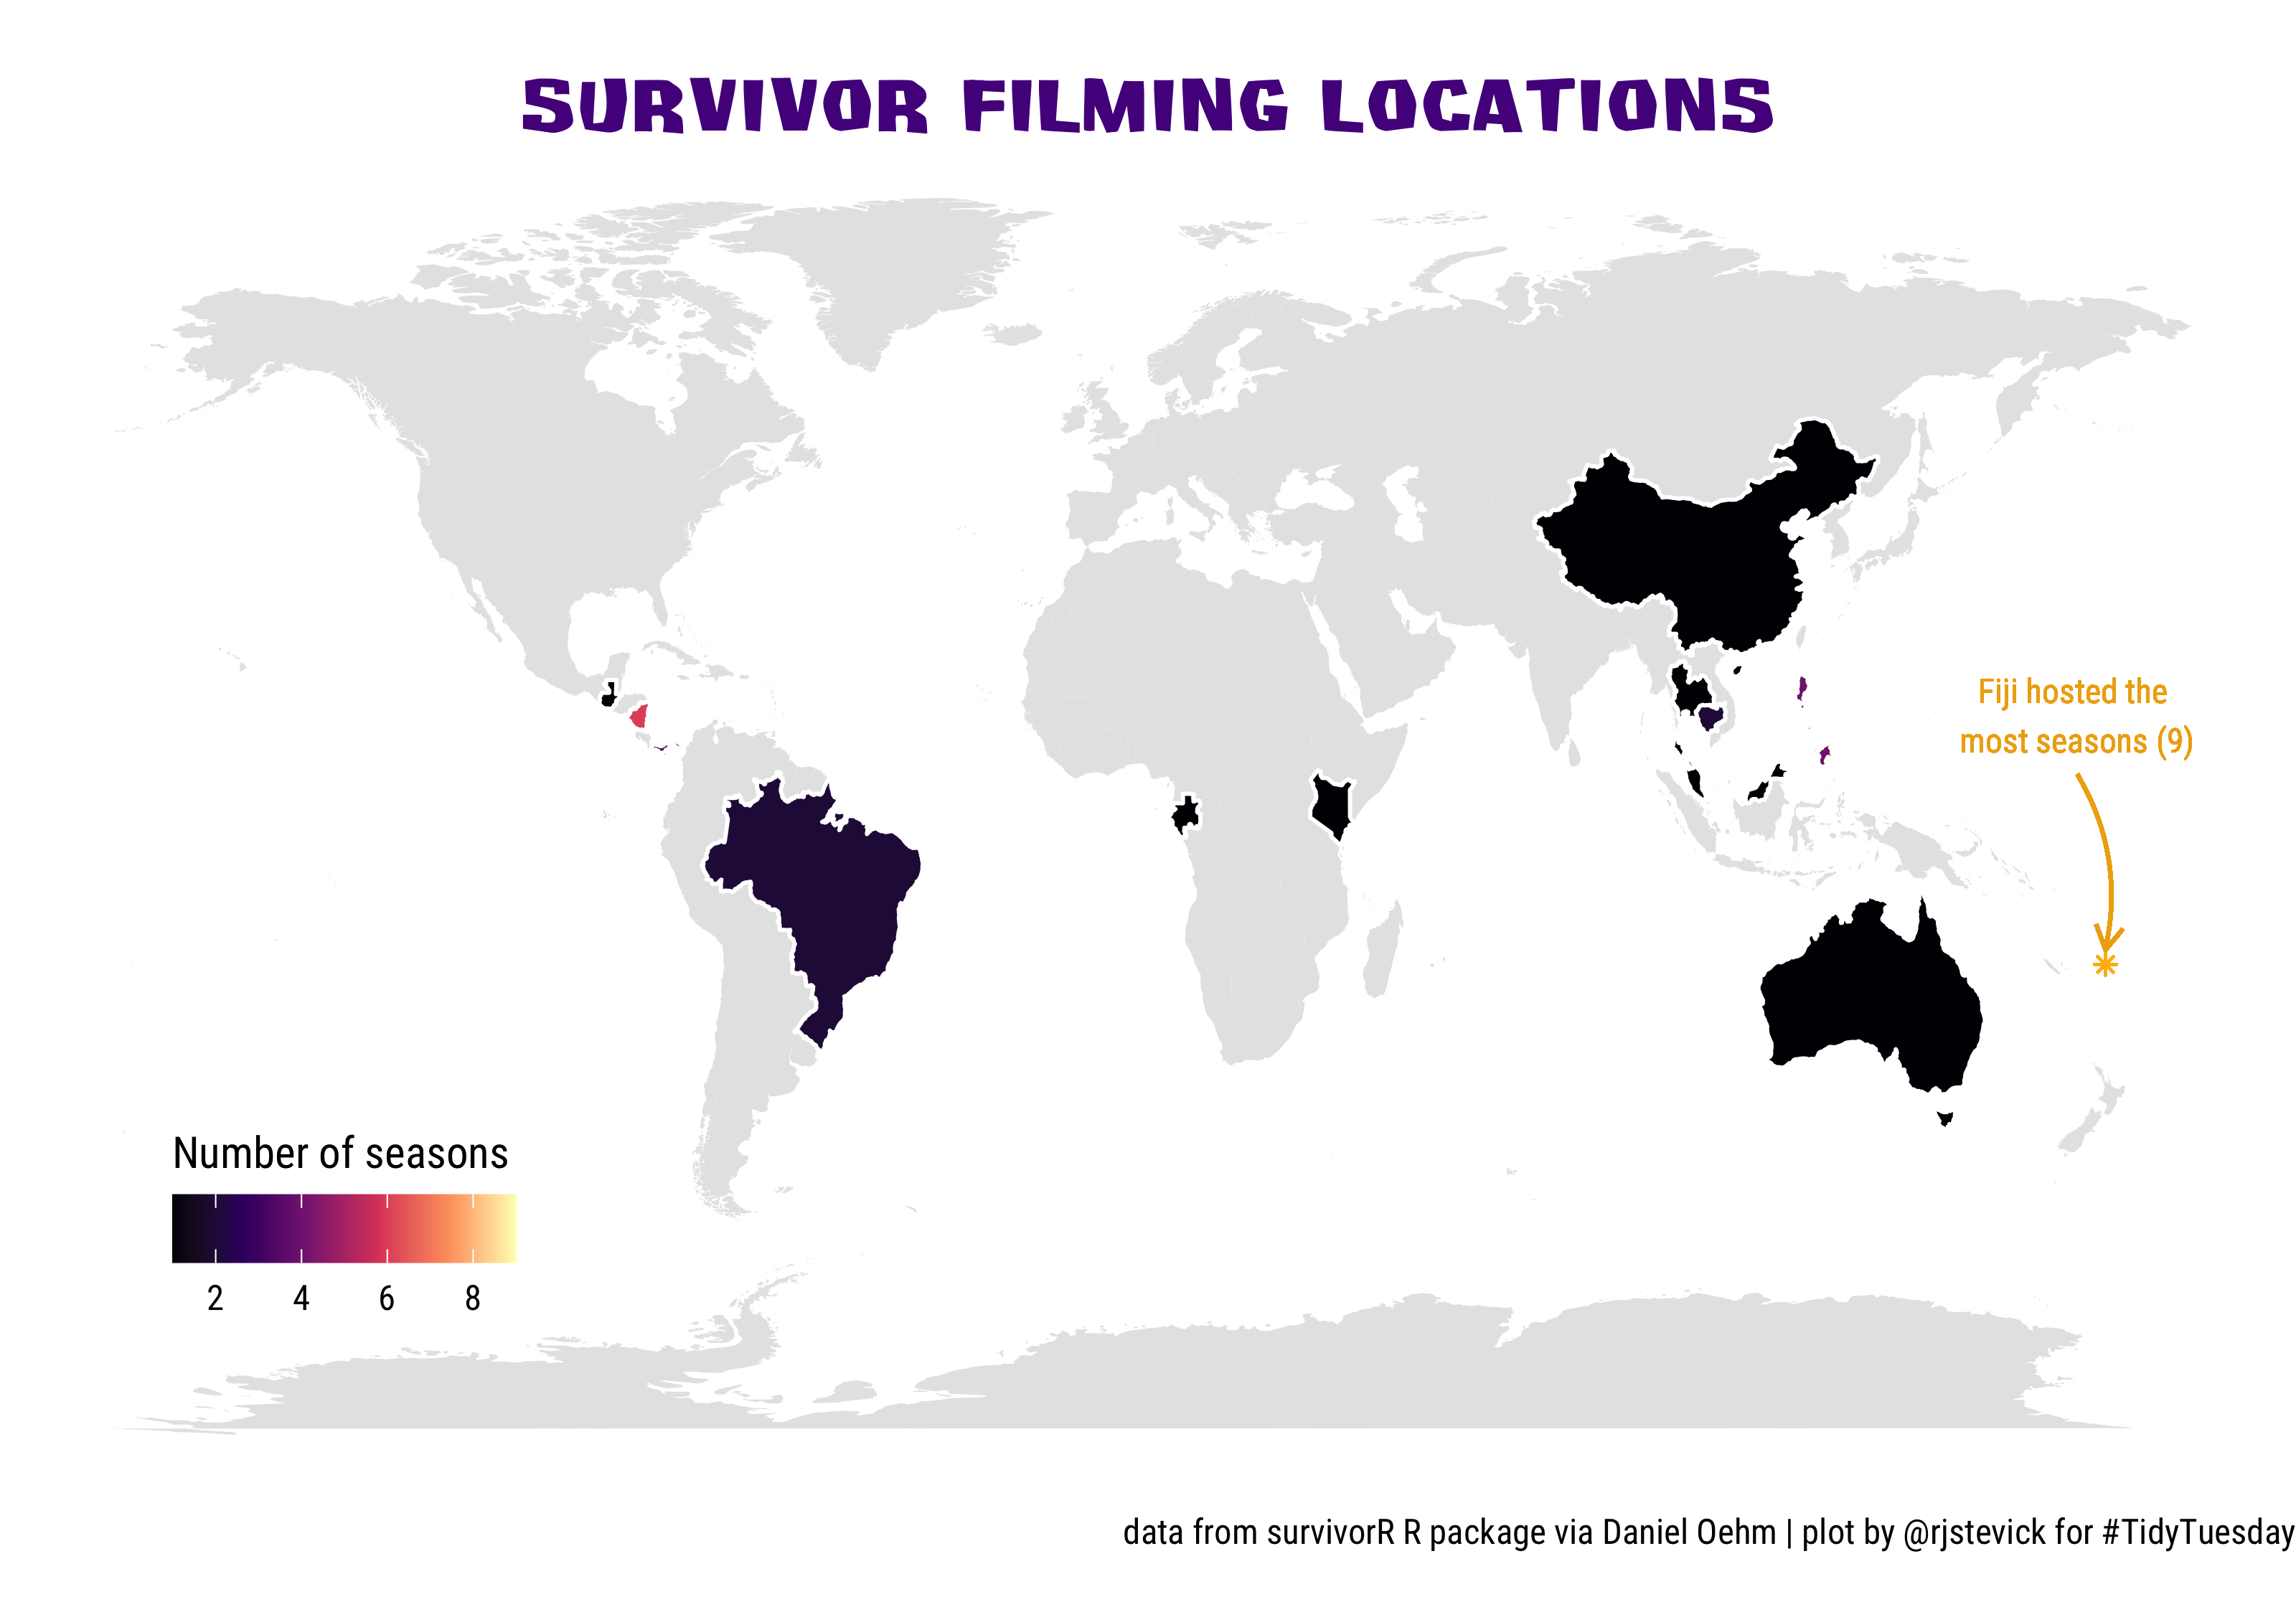 SURVIVOR FILMING LOCATIONS
Fiji hosted the
most seasons (9)
Number of seasons
2 4 6 8
data from survivorR R package via Daniel Oehm | plot by @rjstevick for #TidyTuesday